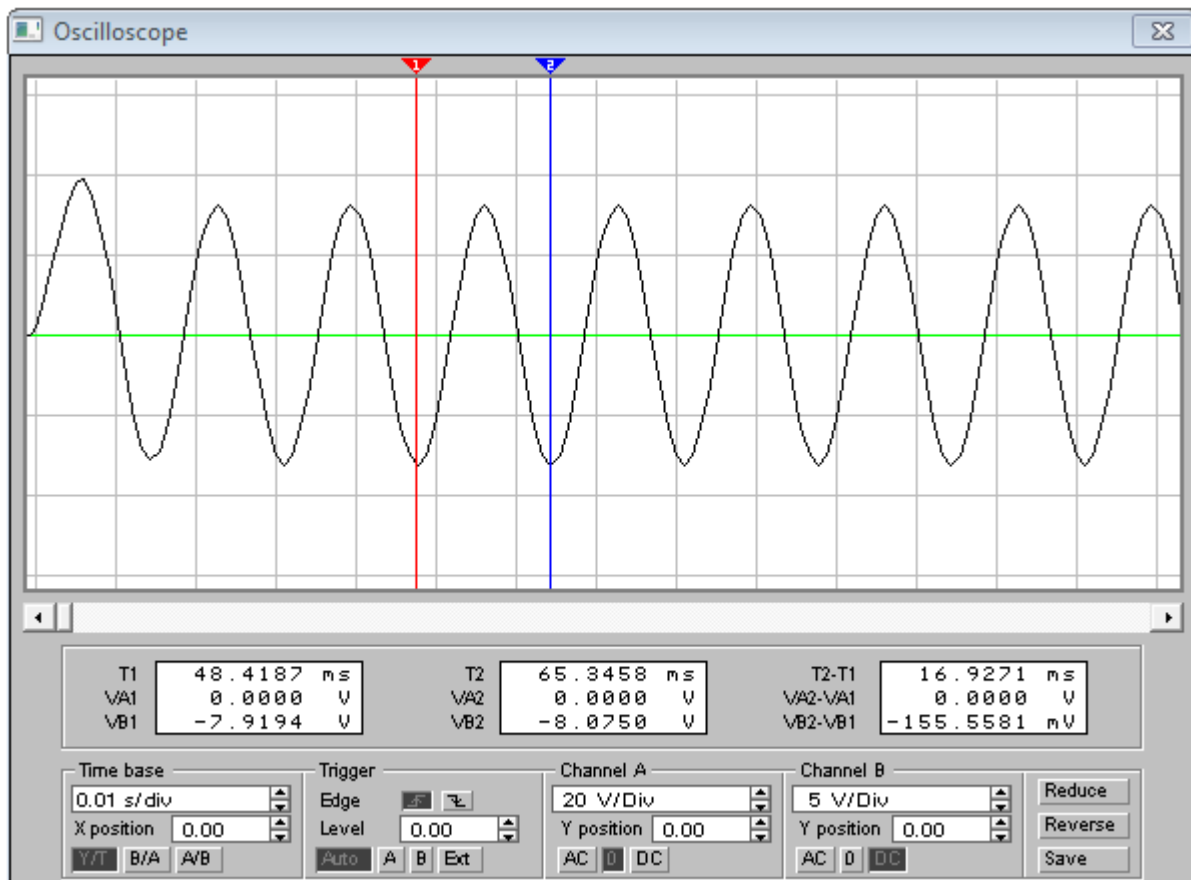 Oscilloscope
1 2
T1 48.4187 ms T2 65.3458 ms T2-T1 16.9271 ms
VA1 0.0000 V VA2 0.0000 V VA2-VA1 0.0000 V
VB1 -7.9194 V VB2 -8.0750 V VB2-VB1 -155.5581 mV
Time base Trigger Channel A Channel B
0.01 s/div Edge 20 V/Div 5 V/Div Reduce
X position 0.00 Level 0.00 Y position 0.00 Y position 0.00 Reverse
Y/T B/A A/B Auto A B Ext AC 0 DC AC 0 DC Save